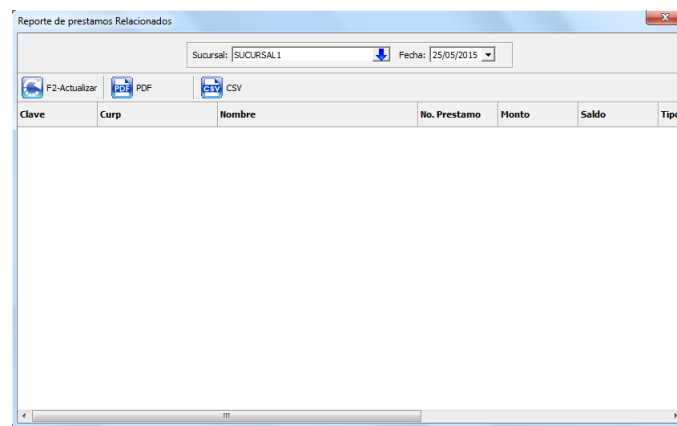 Reporte de prestamos Relacionados
Sucursal: SUCURSAL1 Fecha: 25/05/2015
F2-Actualizar PDF PDF CSV CSV
Clave Curp Nombre No. Prestamo Monto Saldo Tipo